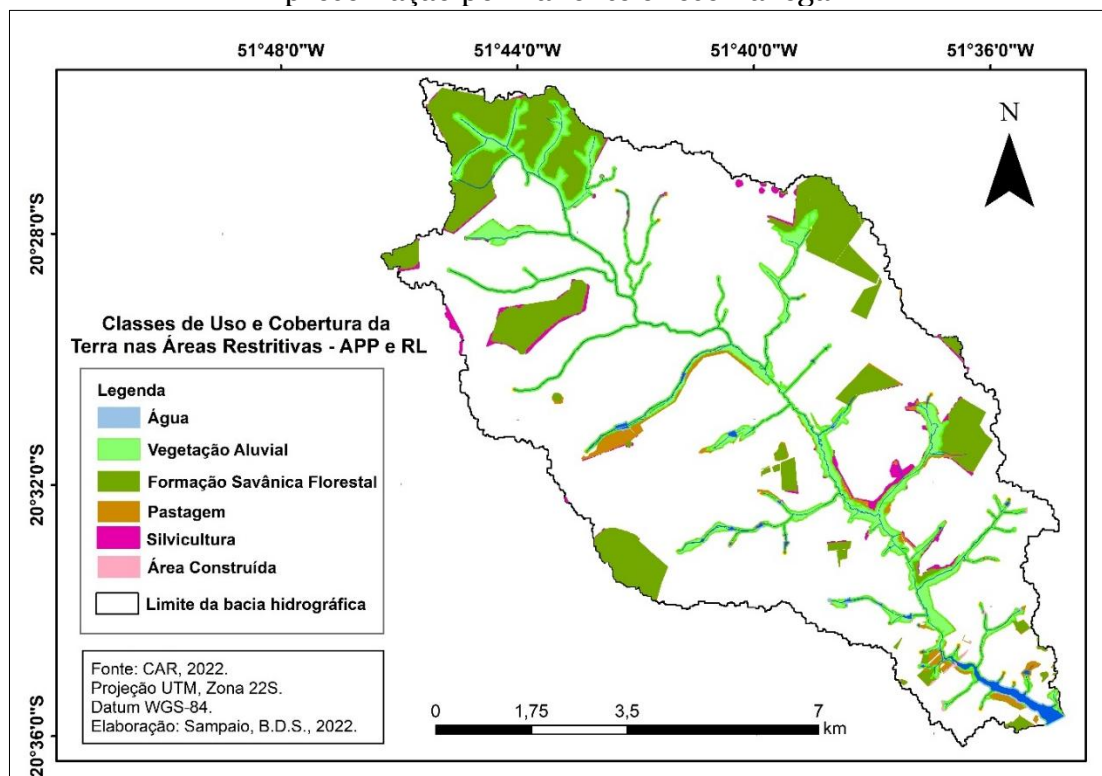 51°48'0"W 51°44'0"W 51°40'0"W 51°36'0"W
N
20°28'0"S
20°32'0"S
20°36'0"S
Classes de Uso e Cobertura da
Terra nas Áreas Restritivas - APP e RL
Legenda
Água
Vegetação Aluvial
Formação Savânica Florestal
Pastagem
Silvicultura
Área Construída
Limite da bacia hidrográfica
Fonte: CAR, 2022.
Projeção UTM, Zona 22S.
Datum WGS-84.
Elaboração: Sampaio, B.D.S., 2022.
0 1,75 3,5 7
km